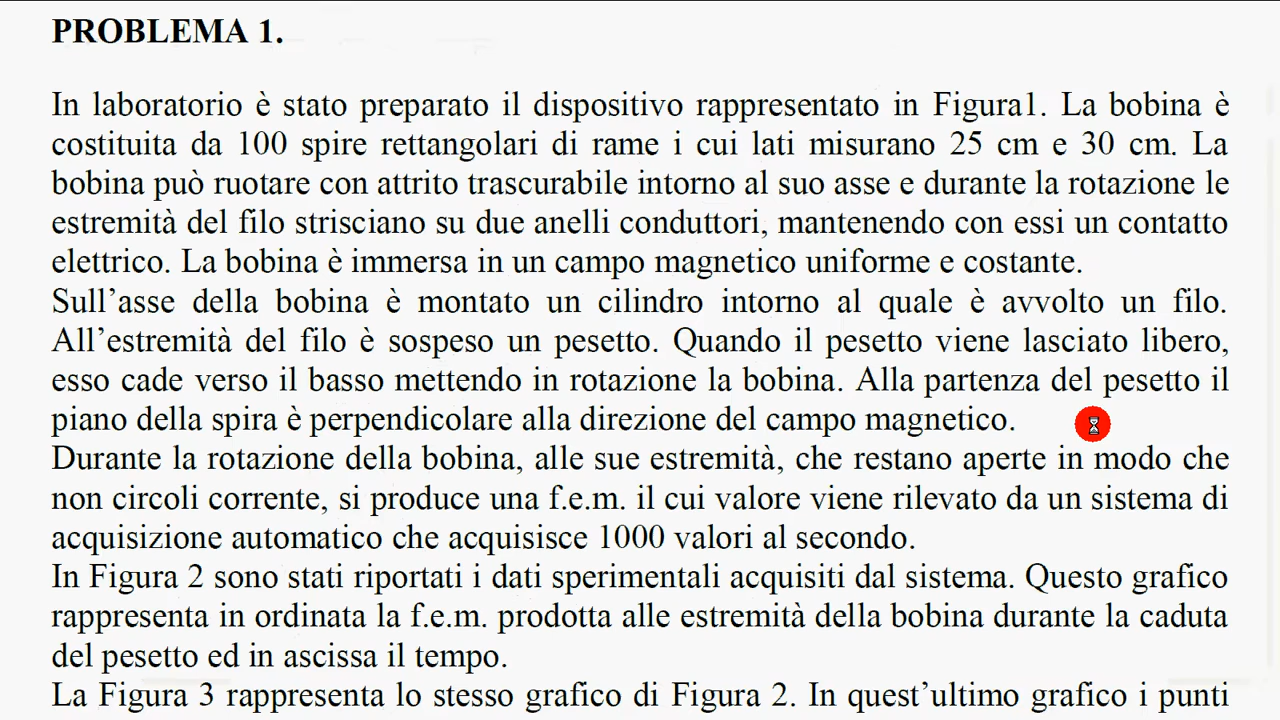 PROBLEMA 1.
In laboratorio è stato preparato il dispositivo rappresentato in Figura1. La bobina è
costituita da 100 spire rettangolari di rame i cui lati misurano 25 cm e 30 cm. La
bobina può ruotare con attrito trascurabile intorno al suo asse e durante la rotazione le
estremità del filo strisciano su due anelli conduttori, mantenendo con essi un contatto
elettrico. La bobina è immersa in un campo magnetico uniforme e costante.
Sull’asse della bobina è montato un cilindro intorno al quale è avvolto un filo.
All’estremità del filo è sospeso un pesetto. Quando il pesetto viene lasciato libero,
esso cade verso il basso mettendo in rotazione la bobina. Alla partenza del pesetto il
piano della spira è perpendicolare alla direzione del campo magnetico.
Durante la rotazione della bobina, alle sue estremità, che restano aperte in modo che
non circoli corrente, si produce una f.e.m. il cui valore viene rilevato da un sistema di
acquisizione automatico che acquisisce 1000 valori al secondo.
In Figura 2 sono stati riportati i dati sperimentali acquisiti dal sistema. Questo grafico
rappresenta in ordinata la f.e.m. prodotta alle estremità della bobina durante la caduta
del pesetto ed in ascissa il tempo.
La Figura 3 rappresenta lo stesso grafico di Figura 2. In quest’ultimo grafico i punti